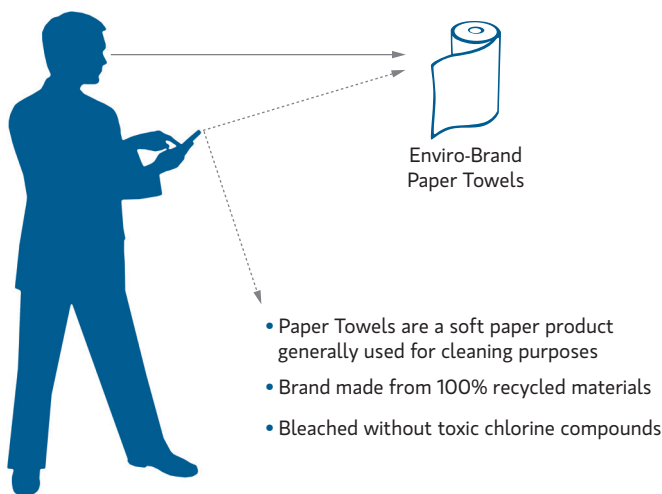 Enviro-Brand
Paper Towels
• Paper Towels are a soft paper product
generally used for cleaning purposes
• Brand made from 100% recycled materials
• Bleached without toxic chlorine compounds